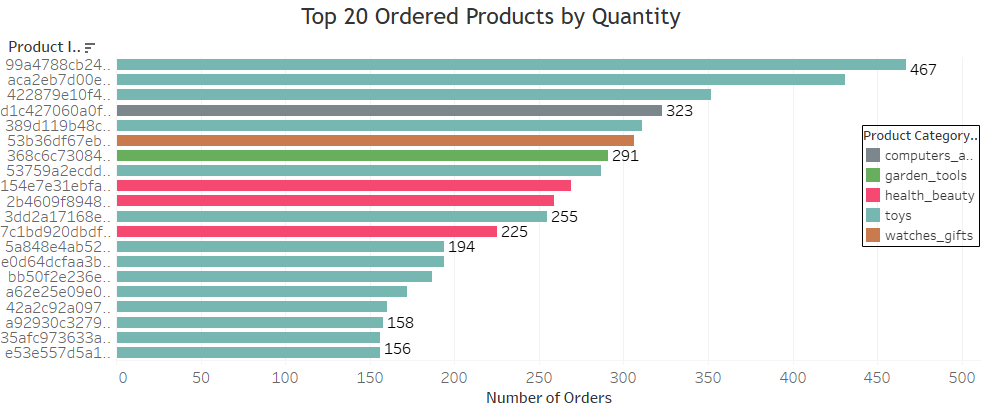 Top 20 Ordered Products by Quantity
Product I..
99a4788cb24..
467
aca2eb7d00e..
422879e10f4..
d1c427060a0f..
323
389d119b48c..
53b36df67eb..
368c6c73084..
291
53759a2ecdd..
154e7e31ebfa..
2b4609f8948..
3dd2a17168e..
255
7c1bd920dbdf..
225
5a848e4ab52..
194
e0d64dcfaa3b..
bb50f2e236e..
a62e25e09e0..
42a2c92a097..
a92930c3279..
158
35afc973633a..
e53e557d5a1..
156
0 50 100 150 200 250 300 350 400 450 500
Number of Orders
Product Category..
computers_a..
garden_tools
health_beauty
toys
watches_gifts